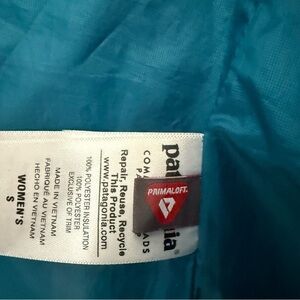 PRIMALOFT.
Repair, Reuse, Recycle
This Product
www.patagonia.com
100% POLYESTER INSULATION
100% POLYESTER
EXCLUSIVE OF TRIM
MADE IN VIETNAM
FABRIQUÉ AU VIETNAM
HECHO EN VIETNAM
WOMEN'S
S